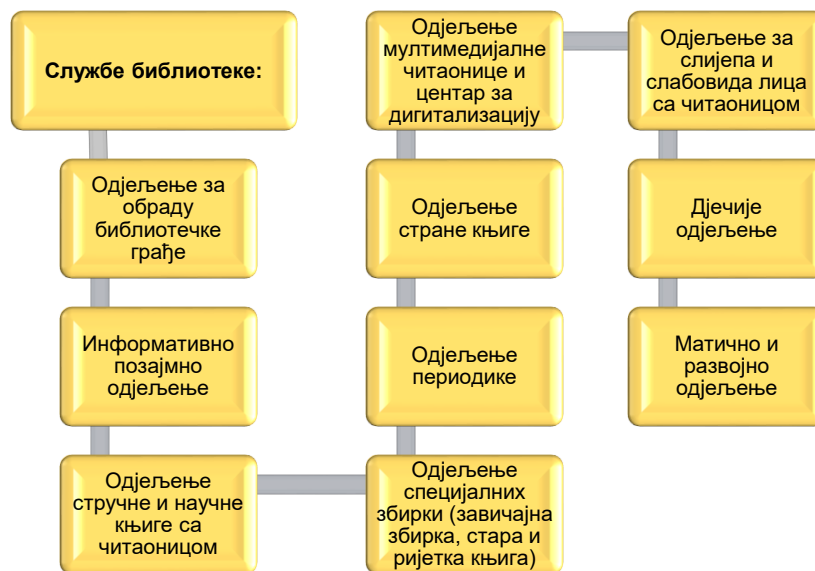 Службе библиотеке:
Одјељење за
обраду
библиотечке
грађе
Информативно
позајмно
одјељење
Одјељење
стручне и научне
књиге са
читаоницом
Одјељење
специјалних
збирки (завичајна
збирка, стара и
ријетка књига)
Одјељење
периодике
Одјељење
стране књиге
Одјељење
мултимедијалне
читаонице и
центар за
дигитализацију
Одјељење за
слијепа и
слабовида лица
са читаоницом
Дјечије
одјељење
Матично и
развојно
одјељење